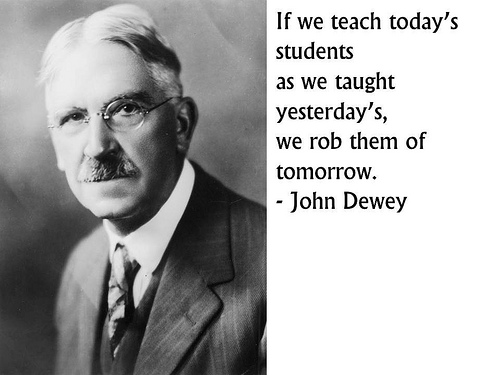 If we teach today's
students
as we taught
yesterday's,
we rob them of
tomorrow.
- John Dewey